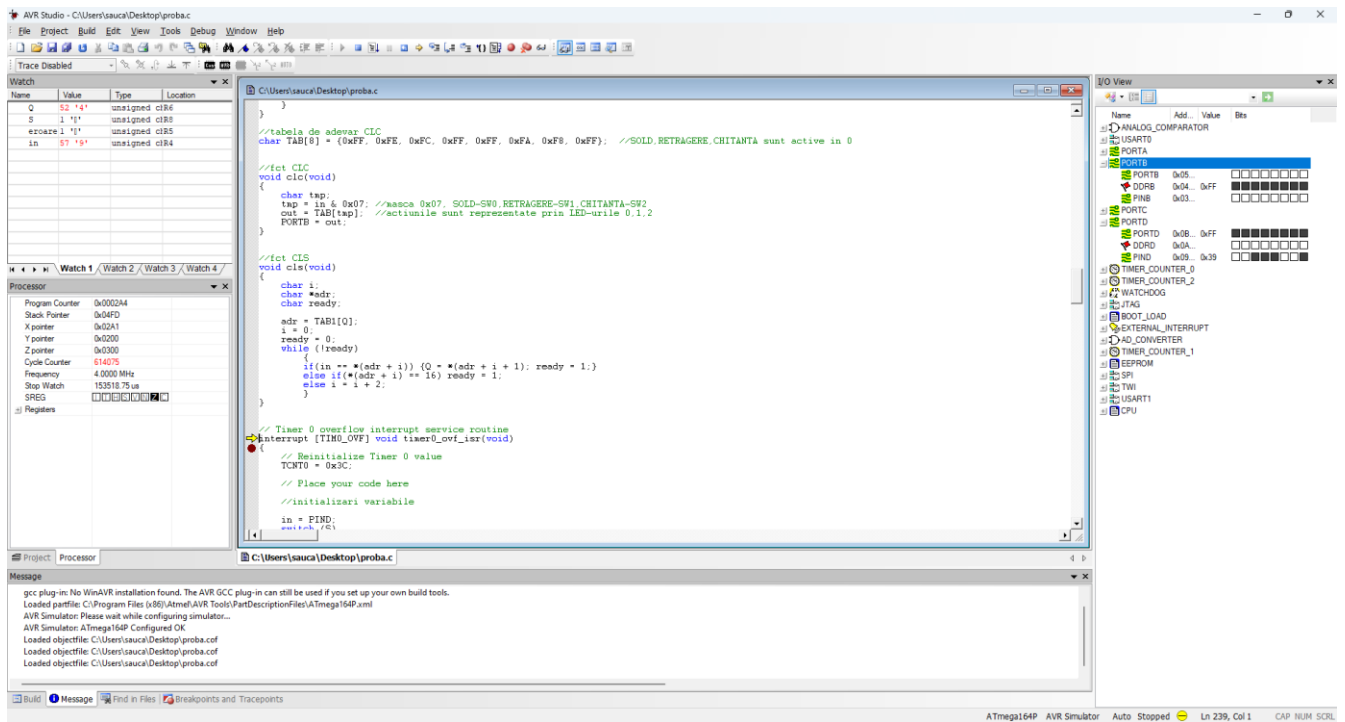 AVR Studio - C:\Users\sauca\Desktop\proba.c
File Project Build Edit View Tools Debug Window Help
Trace Disabled
Watch
Name Value Type Location
Q 52 '4' unsigned ch R6
S 1 unsigned ch R8
eroare 1 unsigned ch R5
in 57 '9' unsigned ch R4
Watch 1 Watch 2 Watch 3 Watch 4
Processor
Program Counter 0x0002A4
Stack Pointer 0x04FD
X pointer 0x02A1
Y pointer 0x0200
Z pointer 0x0300
Cycle Counter 614075
Frequency 4.0000 MHz
Stop Watch 153518.75 us
SREG I T H S V N Z C
Registers
Project Processor
C:\Users\sauca\Desktop\proba.c
}
}
//tabela de adevar CLC
char TAB[8] = {0xFF, 0xFE, 0xFC, 0xFF, 0xFF, 0xFA, 0xF8, 0xFF}; //SOLD,RETRAGERE,CHITANTA sunt active in 0
//fct CLC
void clc(void)
{
char tmp;
tmp = in & 0x07; //masca 0x07, SOLD-SW0,RETRAGERE-SW1,CHITANTA-SW2
out = TAB[tmp]; //actiunile sunt reprezentate prin LED-urile 0,1,2
PORTB = out;
}
//fct CLS
void cls(void)
{
char i;
char *adr;
char ready;
adr = TAB1[Q];
i = 0;
ready = 0;
while (!ready)
{
if(in == *(adr + i)) {Q = *(adr + i + 1); ready = 1;}
else if(*(adr + i) == 16) ready = 1;
else i = i + 2;
}
}
// Timer 0 overflow interrupt service routine
interrupt [TIM0_OVF] void timer0_ovf_isr(void)
{
// Reinitialize Timer 0 value
TCNT0 = 0x3C;
// Place your code here
//initializari variabile
in = PIND;
switch (S)
C:\Users\sauca\Desktop\proba.c
I/O View
Name Add... Value Bits
ANALOG_COMPARATOR
USART0
PORTA
PORTB
PORTB 0x05...
DDRB 0x04... 0xFF
PINB 0x03...
PORTC
PORTD
PORTD 0x0B... 0xFF
DDRD 0x0A...
PIND 0x09... 0x39
TIMER_COUNTER_0
TIMER_COUNTER_2
WATCHDOG
JTAG
BOOT_LOAD
EXTERNAL_INTERRUPT
AD_CONVERTER
TIMER_COUNTER_1
EEPROM
SPI
TWI
USART1
CPU
Message
gcc plug-in: No WinAVR installation found. The AVR GCC plug-in can still be used if you set up your own build tools.
Loaded partfile: C:\Program Files (x86)\Atmel\AVR Tools\PartDescriptionFiles\ATmega164P.xml
AVR Simulator: Please wait while configuring simulator...
AVR Simulator: ATmega164P Configured OK
Loaded objectfile: C:\Users\sauca\Desktop\proba.cof
Loaded objectfile: C:\Users\sauca\Desktop\proba.cof
Loaded objectfile: C:\Users\sauca\Desktop\proba.cof
Build Message Find in Files Breakpoints and Tracepoints
ATmega164P AVR Simulator Auto Stopped Ln 239, Col 1 CAP NUM SCRL